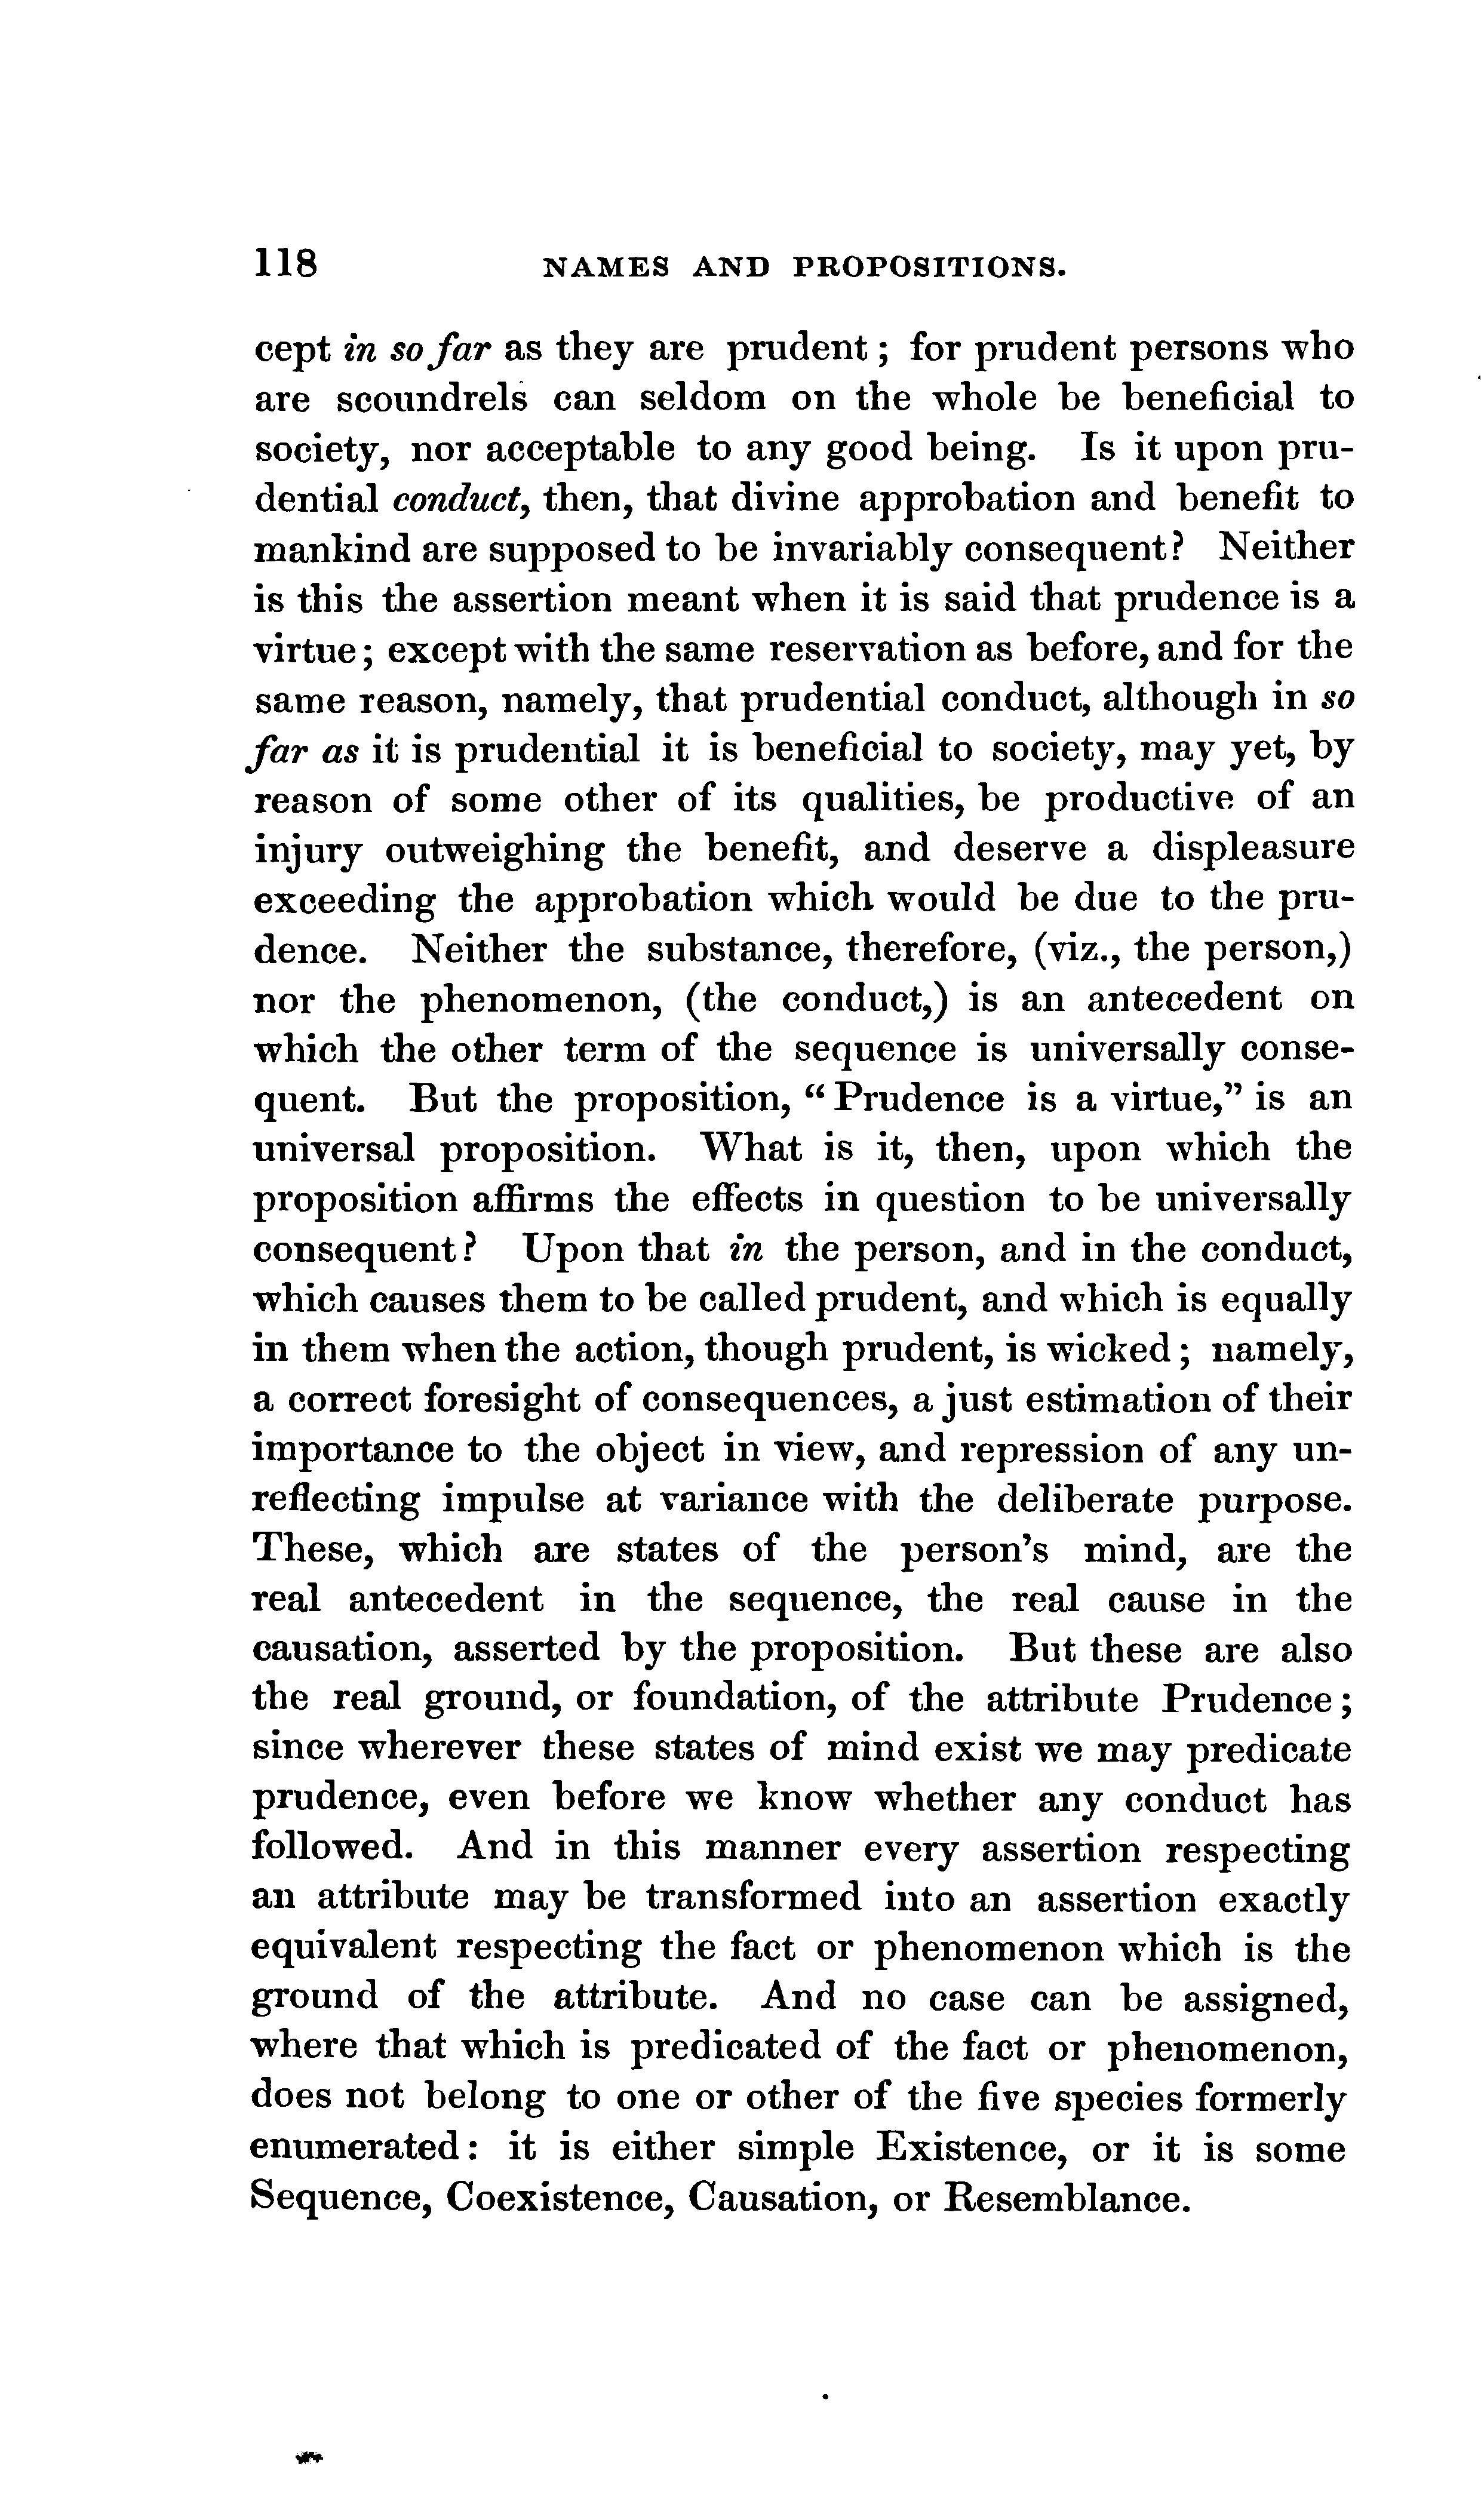 118 NAMES AND PROPOSITIONS.
cept in so far as they are prudent; for prudent persons who
are scoundrels can seldom on the whole be beneficial to
society, nor acceptable to any good being. Is it upon pru-
dential conduct, then, that divine approbation and benefit to
mankind are supposed to be invariably consequent? Neither
is this the assertion meant when it is said that prudence is a
virtue; except with the same reservation as before, and for the
same reason, namely, that prudential conduct, although in so
far as it is prudential it is beneficial to society, may yet, by
reason of some other of its qualities, be productive of an
injury outweighing the benefit, and deserve a displeasure
exceeding the approbation which would be due to the pru-
dence. Neither the substance, therefore, (viz., the person,)
nor the phenomenon, (the conduct,) is an antecedent on
which the other term of the sequence is universally conse-
quent. But the proposition, "Prudence is a virtue," is an
universal proposition. What is it, then, upon which the
proposition affirms the effects in question to be universally
consequent? Upon that in the person, and in the conduct,
which causes them to be called prudent, and which is equally
in them when the action, though prudent, is wicked; namely,
a correct foresight of consequences, a just estimation of their
importance to the object in view, and repression of any un-
reflecting impulse at variance with the deliberate purpose.
These, which are states of the person's mind, are the
real antecedent in the sequence, the real cause in the
causation, asserted by the proposition. But these are also
the real ground, or foundation, of the attribute Prudence;
since wherever these states of mind exist we may predicate
prudence, even before we know whether any conduct has
followed. And in this manner every assertion respecting
an attribute may be transformed into an assertion exactly
equivalent respecting the fact or phenomenon which is the
ground of the attribute. And no case can be assigned,
where that which is predicated of the fact or phenomenon,
does not belong to one or other of the five species formerly
enumerated: it is either simple Existence, or it is some
Sequence, Coexistence, Causation, or Resemblance.